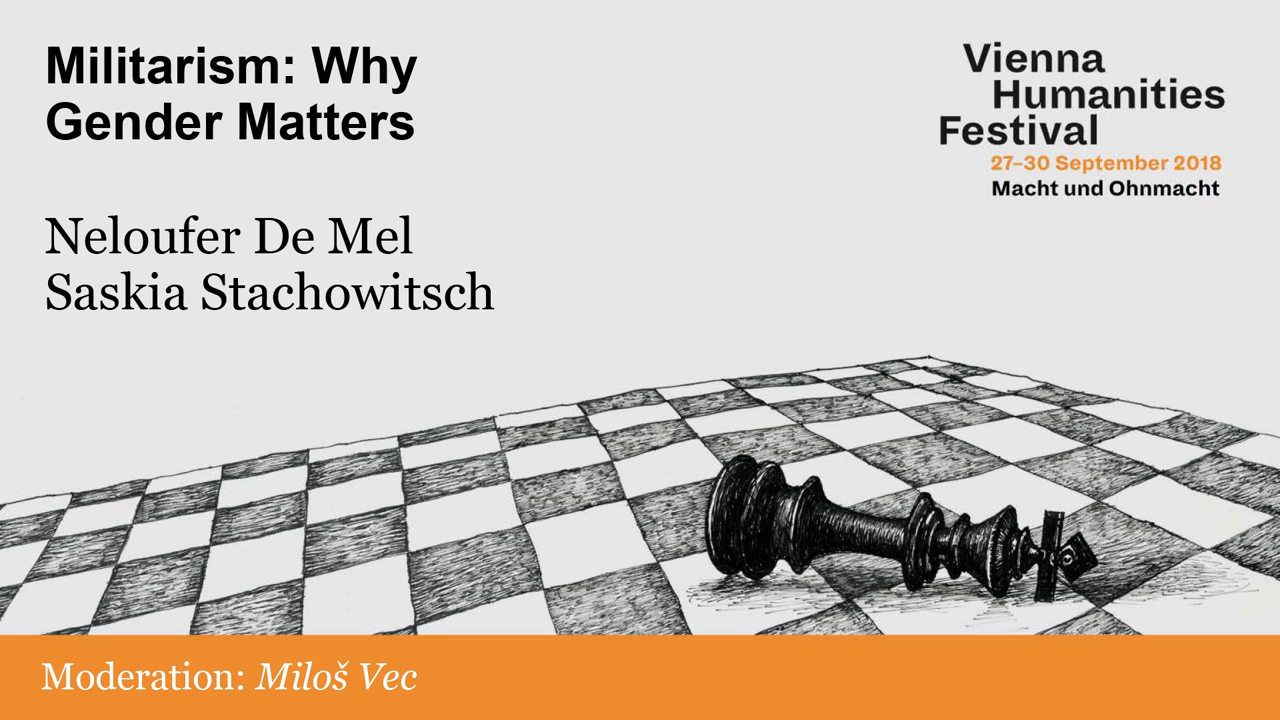 Militarism: Why
Gender Matters
Neloufer De Mel
Saskia Stachowitsch
Vienna
Humanities
Festival
27–30 September 2018
Macht und Ohnmacht
Moderation: Miloš Vec